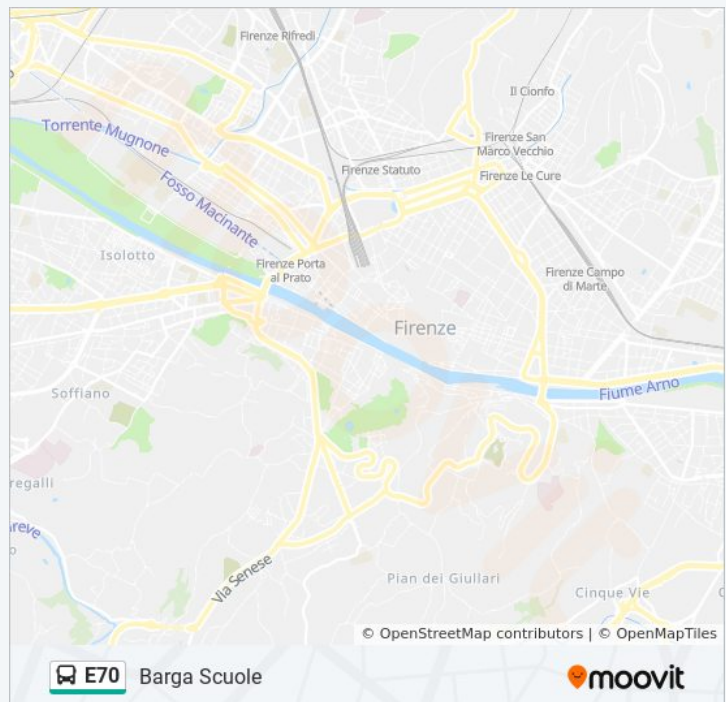 Firenze Rifredi
Il Cionfo
Torrente Mugnone
Firenze San
Marco Vecchio
Firenze Statuto
Firenze Le Cure
Fosso Macinante
Isolotto
Firenze Porta
al Prato
Firenze Campo
di Marte
Firenze
Soffiano
Fiume Arno
regalli
reve
Via Senese
Pian dei Giullari
Cinque Vie
© OpenStreetMap contributors | © OpenMapTiles
E70 Barga Scuole
moovit